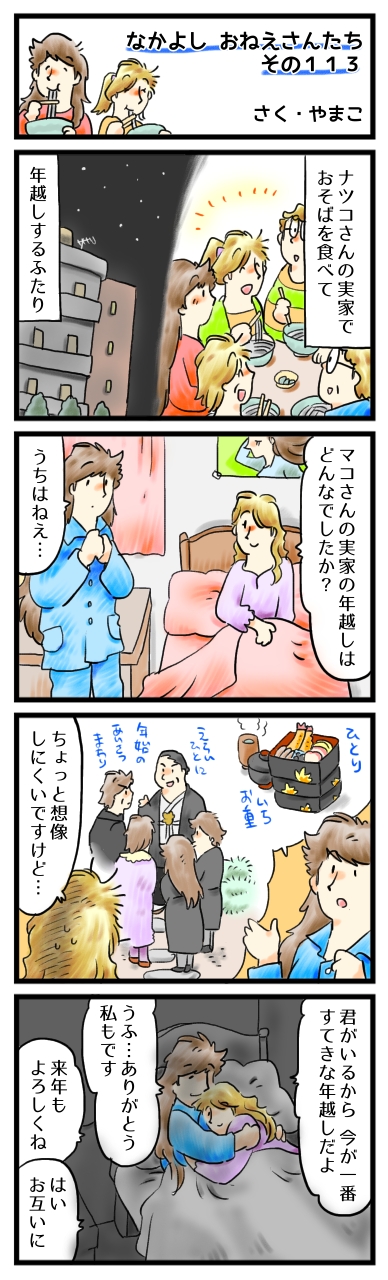 なかよし おねえさんたち
その１１３
さく・やまこ
ナツコさんの実家で
おそばを食べて
年越しするふたり
マコさんの実家の年越しは
どんなでしたか？
うちはねえ…
ひとり
いち
お重
えらい
ひとに
年始の
あいさつ
まわり
ちょっと想像
しにくいですけど…
君がいるから 今が一番
すてきな年越しだよ
うふ…ありがとう
私もです
来年も
よろしくね
はい
お互いに